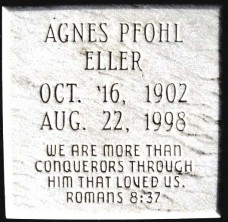 AGNES PFOHL
ELLER
OCT. '16, 1902
AUG. 22, 1998
WE ARE MORE THAN
CONQUERORS THROUGH
HIM THAT LOVED US.
ROMANS 8:37